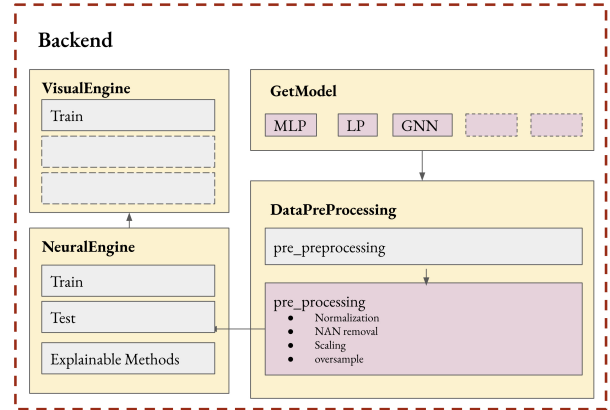 Backend
VisualEngine
Train
GetModel
MLP
LP
GNN
DataPreProcessing
pre_preprocessing
pre_processing
● Normalization
● NAN removal
● Scaling
● oversample
NeuralEngine
Train
Test
Explainable Methods